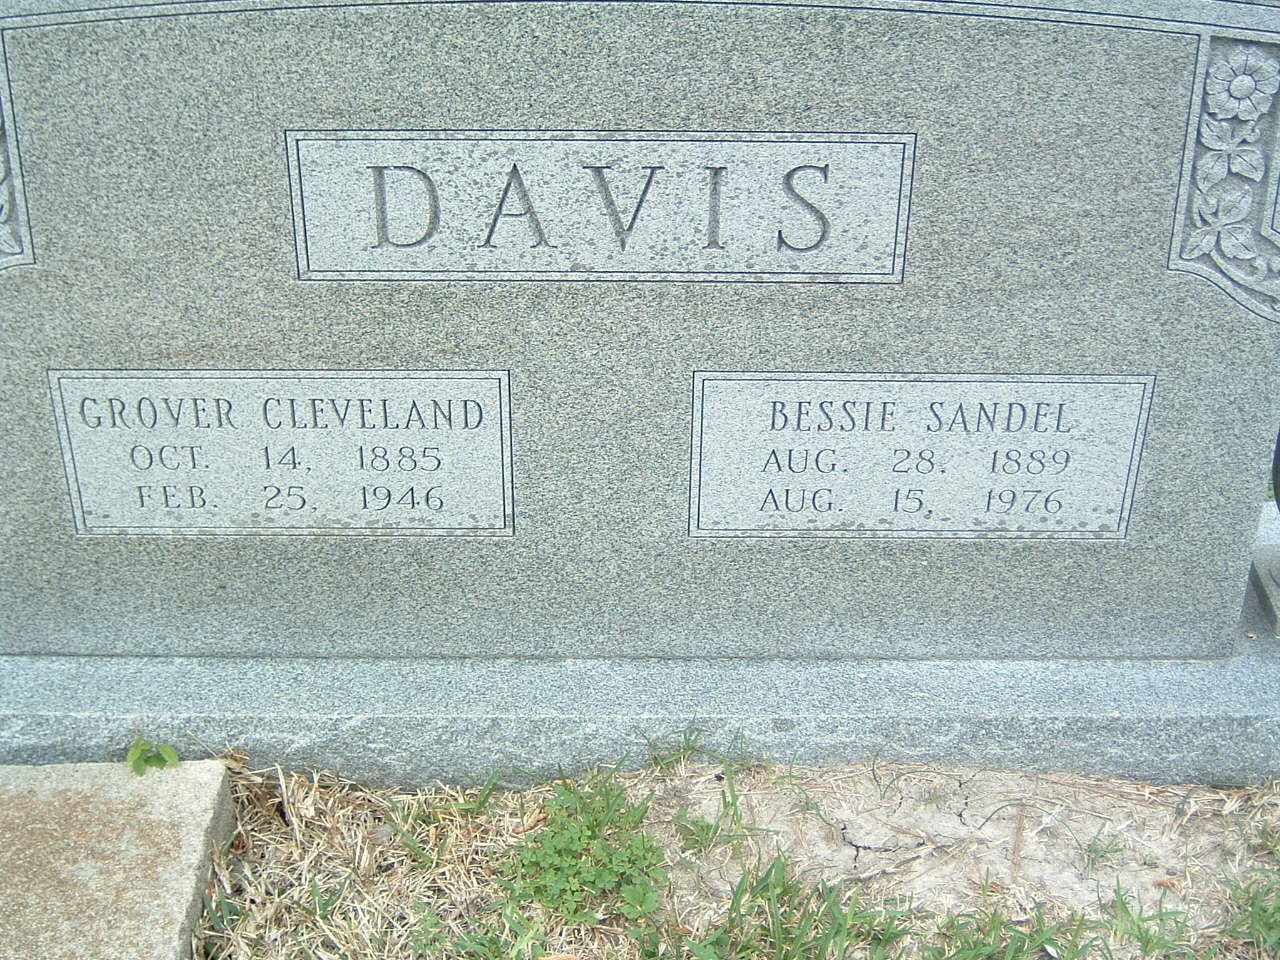 DAVIS
GROVER CLEVELAND
OCT. 14, 1885
FEB. 25, 1946
BESSIE SANDEL
AUG. 28, 1889
AUG. 15, 1976